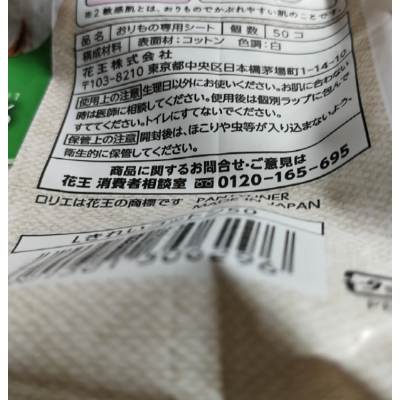 ※2 敏感肌とは、おりものでかぶれやすい肌のことです。
品名 おりもの専用シート 個数 50コ
構成材料 表面材:コットン 色調:白
花王株式会社
〒103-8210 東京都中央区日本橋茅場町1-14-10
使用上の注意 生理日以外にお使いください。お肌に合わない
時は医師に相談してください。使用後は個別ラップに包んで
すててください。トイレにすてないでください。
保管上の注意 開封後は、ほこりや虫等が入り込まないよう、
衛生的に保管してください。
商品に関するお問合せ・ご意見は
花王 消費者相談室 0120-165-695
ロリエは花王の商標です PANTYLINER
MADE IN JAPAN